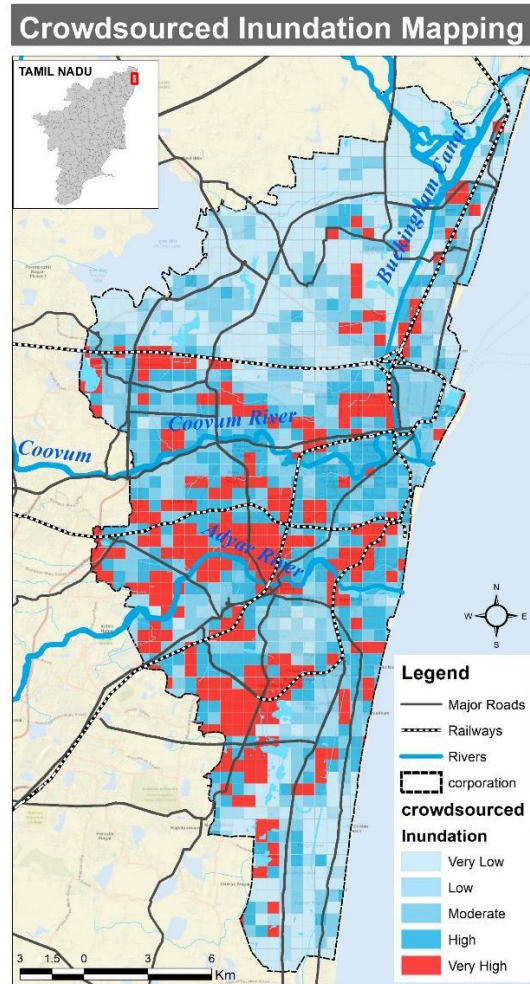 Crowdsourced Inundation Mapping
TAMIL NADU
Buckingham Canal
Coovum River
Coovum
Adyar River
N
W E
S
Legend
Major Roads
Railways
Rivers
corporation
crowdsourced
Inundation
Very Low
Low
Moderate
High
Very High
3 1.5 0 3 6
Km